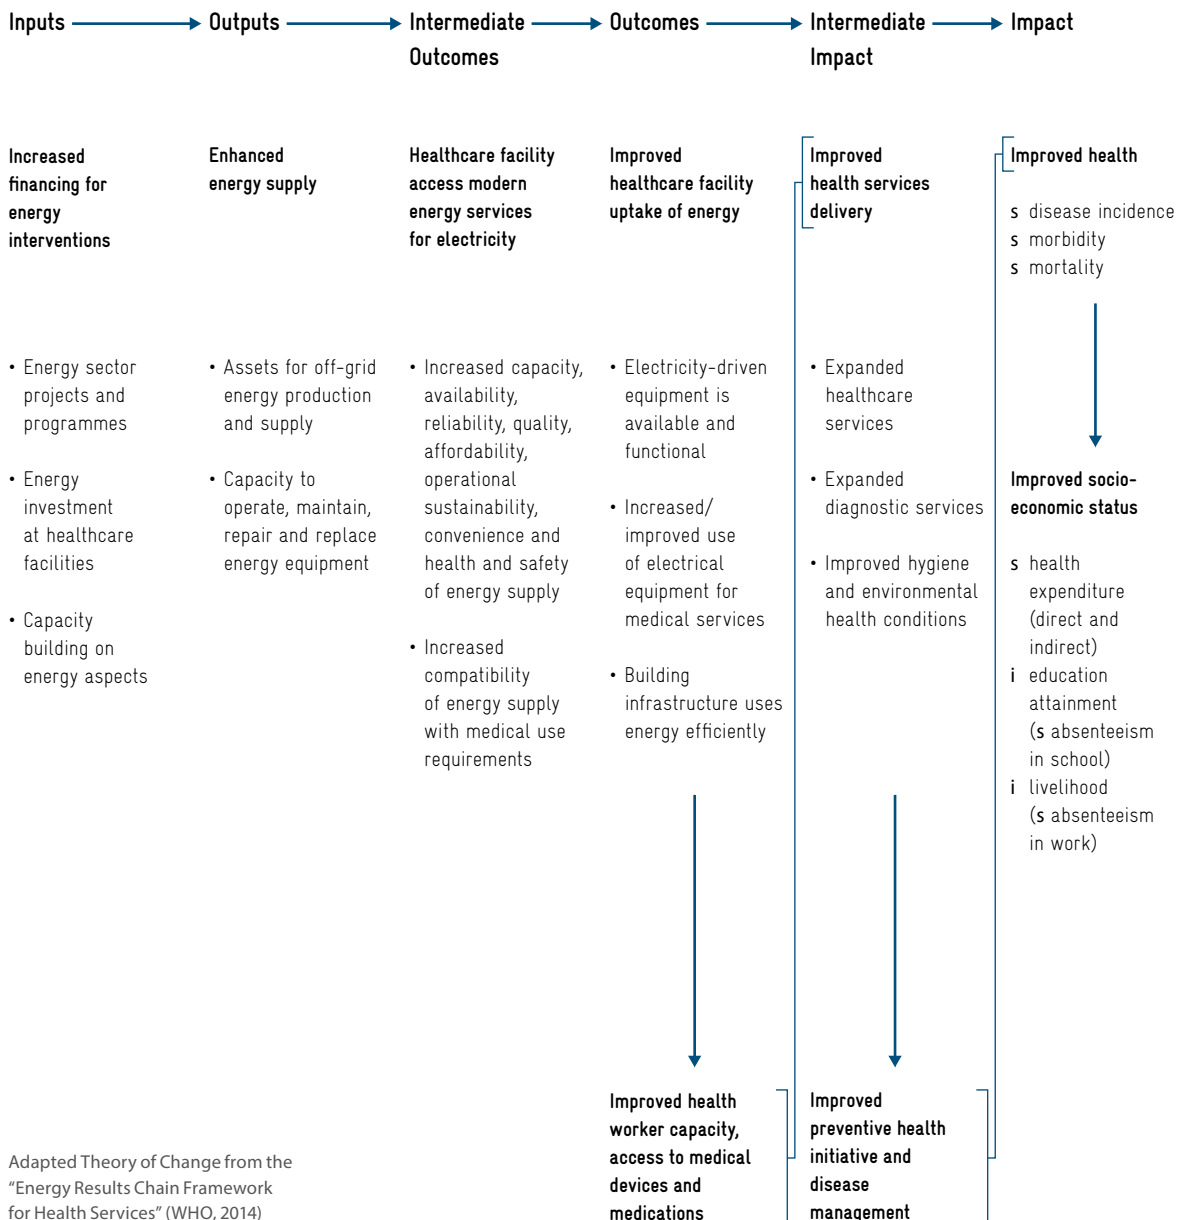 Inputs
Outputs
Intermediate
Outcomes
Outcomes
Intermediate
Impact
Impact
Increased
financing for
energy
interventions
• Energy sector
projects and
programmes
• Energy
investment
at healthcare
facilities
• Capacity
building on
energy aspects
Enhanced
energy supply
• Assets for off-grid
energy production
and supply
• Capacity to
operate, maintain,
repair and replace
energy equipment
Healthcare facility
access modern
energy services
for electricity
• Increased capacity,
availability,
reliability, quality,
affordability,
operational
sustainability,
convenience and
health and safety
of energy supply
• Increased
compatibility
of energy supply
with medical use
requirements
Improved
healthcare facility
uptake of energy
• Electricity-driven
equipment is
available and
functional
• Increased/
improved use
of electrical
equipment for
medical services
• Building
infrastructure uses
energy efficiently
Improved health
worker capacity,
access to medical
devices and
medications
Improved
health services
delivery
• Expanded
healthcare
services
• Expanded
diagnostic services
• Improved hygiene
and environmental
health conditions
Improved
preventive health
initiative and
disease
management
Improved health
s disease incidence
s morbidity
s mortality
Improved socio-
economic status
s health
expenditure
(direct and
indirect)
i education
attainment
(s absenteeism
in school)
i livelihood
(s absenteeism
in work)
Adapted Theory of Change from the
"Energy Results Chain Framework
for Health Services" (WHO, 2014)